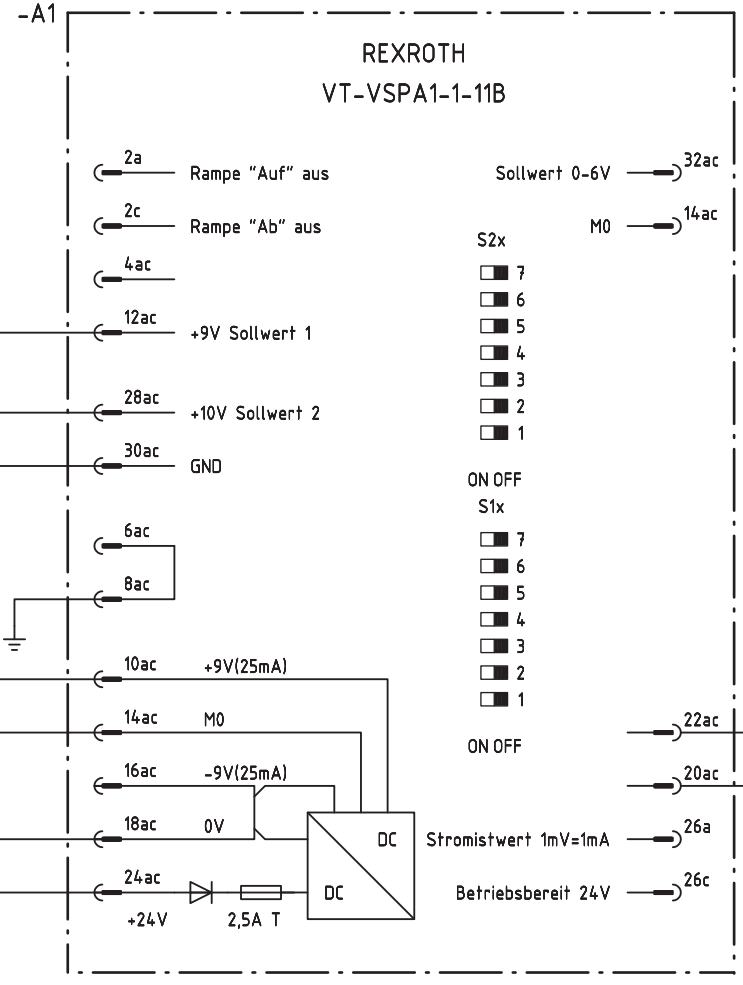 -A1
REXROTH
VT-VSPA1-1-11B
2a
Rampe "Auf" aus
Sollwert 0-6V
32ac
2c
Rampe "Ab" aus
M0
14ac
4ac
12ac
+9V Sollwert 1
28ac
+10V Sollwert 2
30ac
GND
6ac
8ac
S2x
7
6
5
4
3
2
1
ON OFF
S1x
7
6
5
4
3
2
1
ON OFF
10ac
+9V(25mA)
14ac
M0
22ac
16ac
-9V(25mA)
20ac
18ac
0V
DC
Stromistwert 1mV=1mA
26a
24ac
+24V
2,5A T
DC
Betriebsbereit 24V
26c